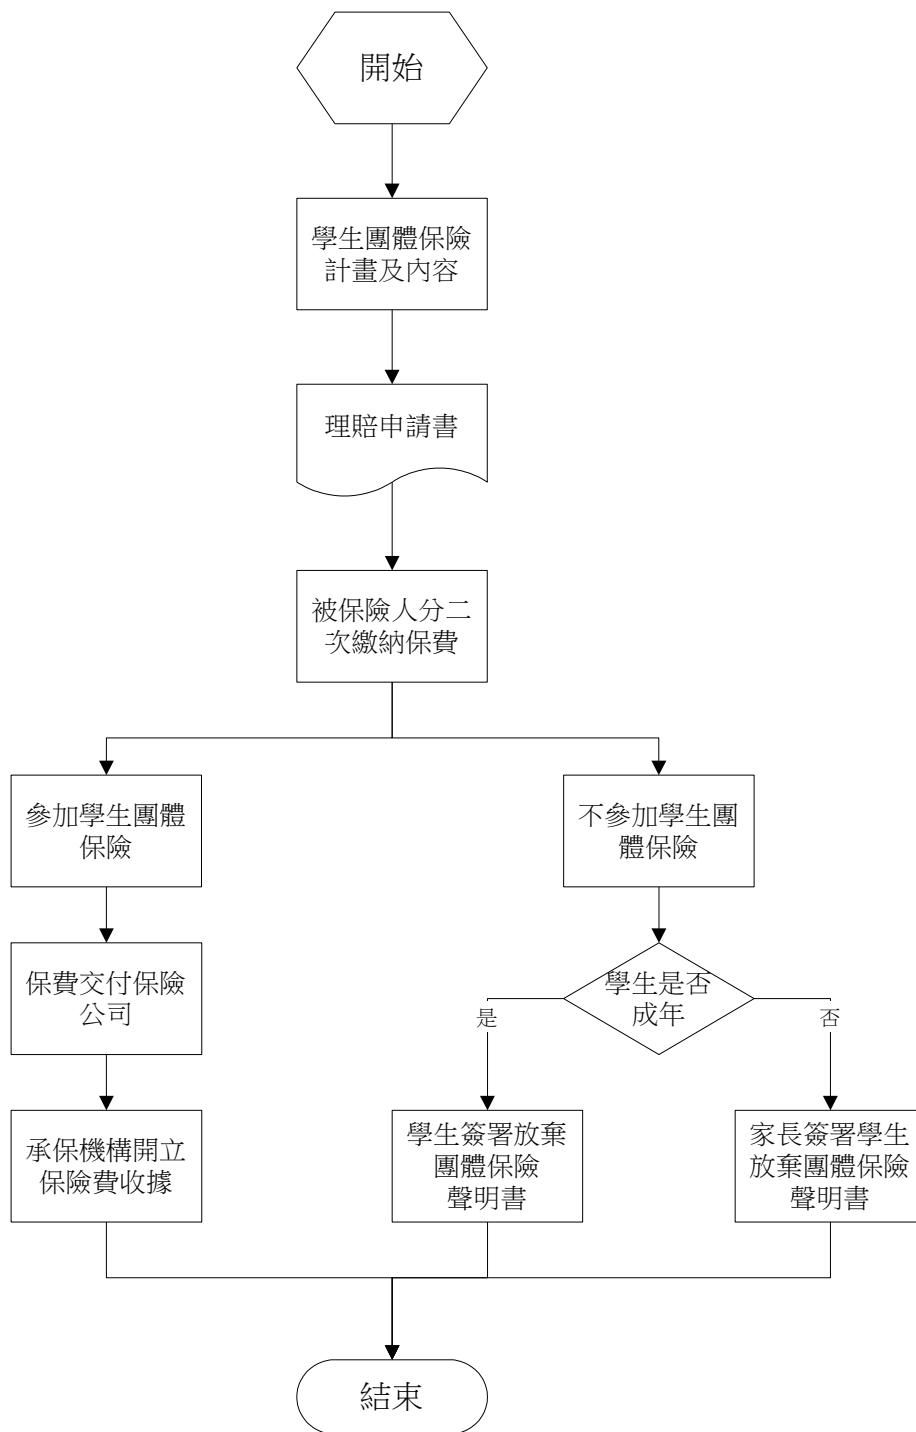 開始
學生團體保險
計畫及內容
理賠申請書
被保險人分二
次繳納保費
參加學生團體
保險
不參加學生團
體保險
保費交付保險
公司
學生是否
成年
是
否
承保機構開立
保險費收據
學生簽署放棄
團體保險
聲明書
家長簽署學生
放棄團體保險
聲明書
結束